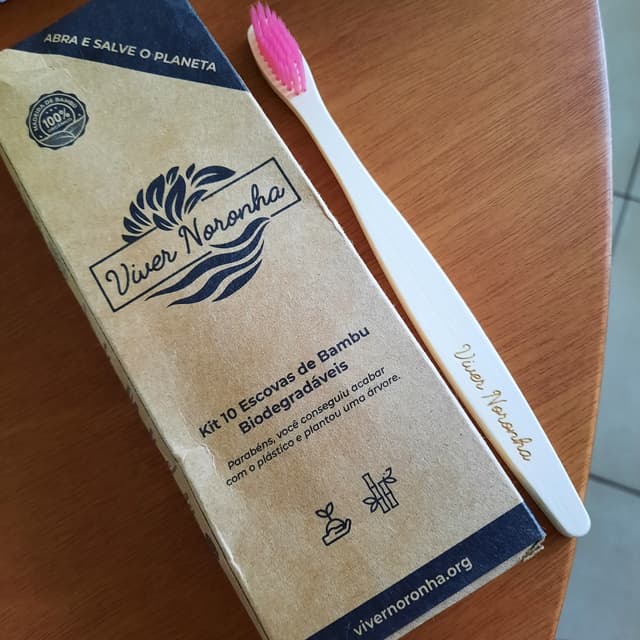 ABRA E SALVE O PLANETA
100%
Viver Noronha
Kit 10 Escovas de Bambu
Biodegradáveis
Parabéns, você conseguiu acabar
com o plástico e plantou uma árvore.
vivernoronha.org
Viver Noronha